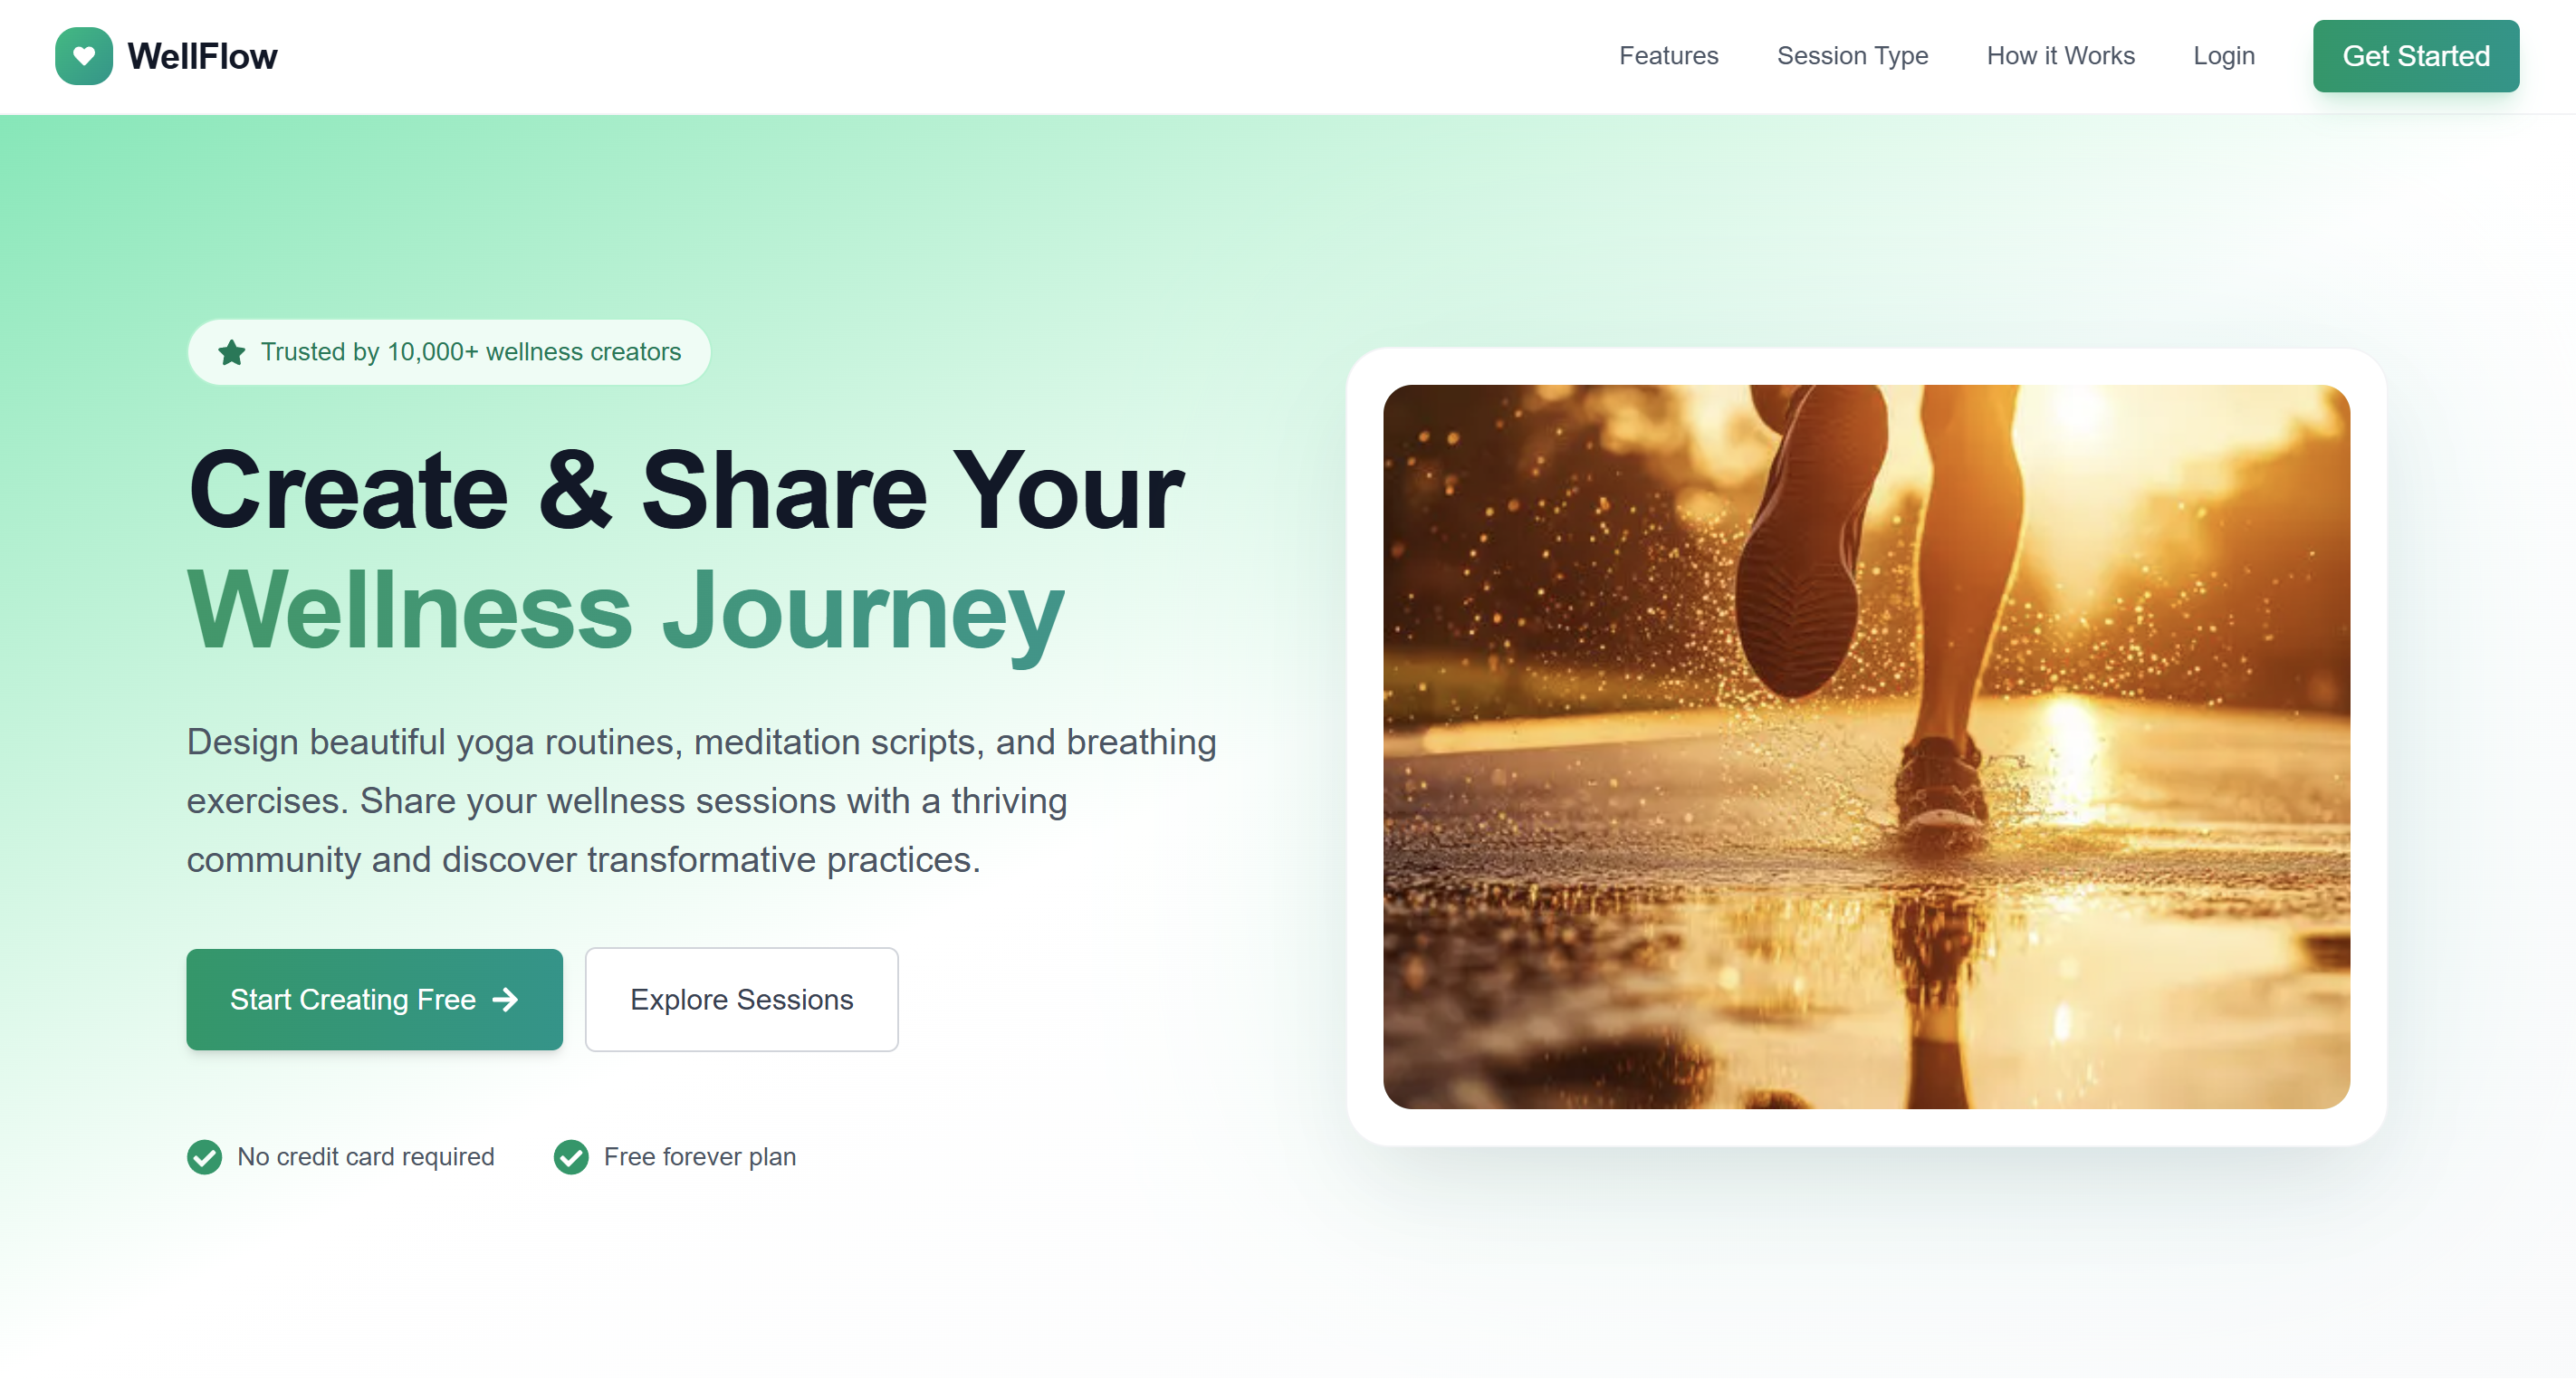 WellFlow
Features
Session Type
How it Works
Login
Get Started
Trusted by 10,000+ wellness creators
Create & Share Your
Wellness Journey
Design beautiful yoga routines, meditation scripts, and breathing
exercises. Share your wellness sessions with a thriving
community and discover transformative practices.
Start Creating Free
Explore Sessions
No credit card required
Free forever plan